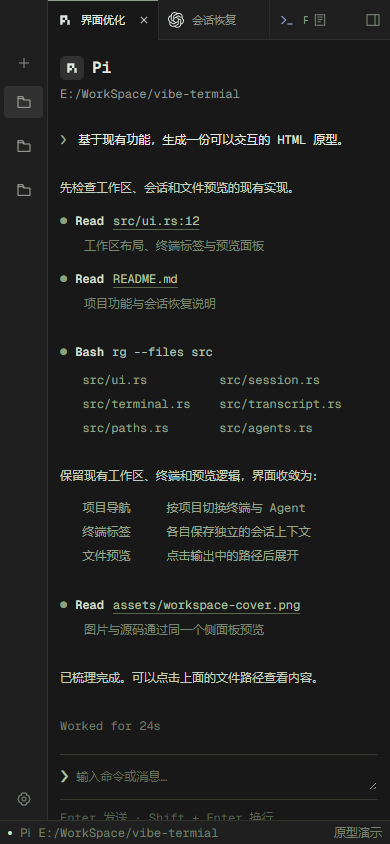 界面优化
会话恢复
Pi
E:/WorkSpace/vibe-termial
基于现有功能，生成一份可以交互的 HTML 原型。
先检查工作区、会话和文件预览的现有实现。
Read src/ui.rs:12
工作区布局、终端标签与预览面板
Read README.md
项目功能与会话恢复说明
Bash rg --files src
src/ui.rs src/session.rs
src/terminal.rs src/transcript.rs
src/paths.rs src/agents.rs
保留现有工作区、终端和预览逻辑，界面收敛为：
项目导航 按项目切换终端与 Agent
终端标签 各自保存独立的会话上下文
文件预览 点击输出中的路径后展开
Read assets/workspace-cover.png
图片与源码通过同一个侧面板预览
已梳理完成。可以点击上面的文件路径查看内容。
Worked for 24s
输入命令或消息…
Enter 发送 · Shift + Enter 换行
Pi E:/WorkSpace/vibe-termial 原型演示